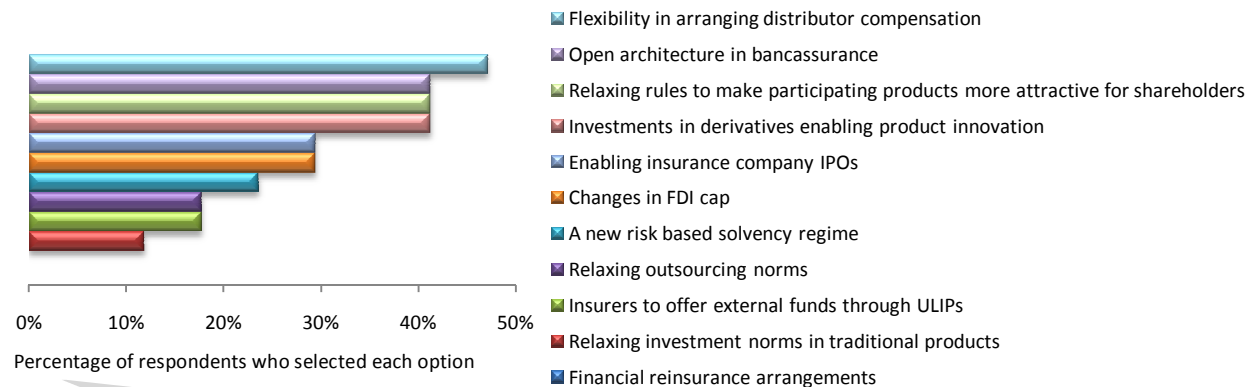 Flexibility in arranging distributor compensation
Open architecture in bancassurance
Relaxing rules to make participating products more attractive for shareholders
Investments in derivatives enabling product innovation
Enabling insurance company IPOs
Changes in FDI cap
A new risk based solvency regime
Relaxing outsourcing norms
Insurers to offer external funds through ULIPs
Relaxing investment norms in traditional products
Financial reinsurance arrangements
0% 10% 20% 30% 40% 50%
Percentage of respondents who selected each option